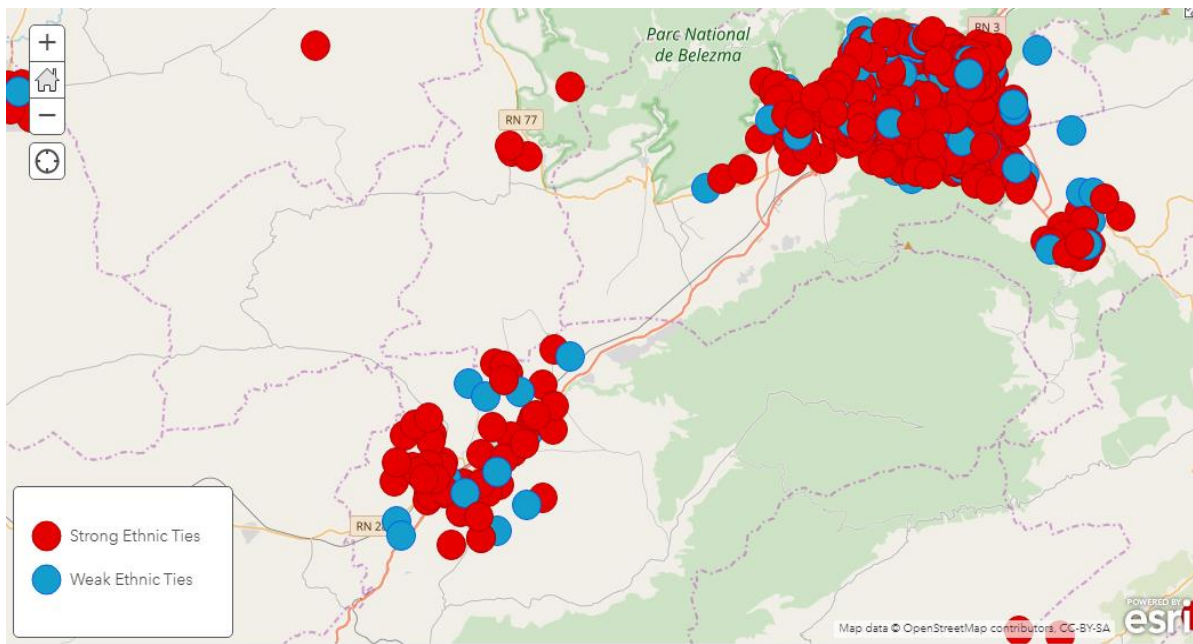 Parc National
de Belezma
RN 3
RN 77
Strong Ethnic Ties
Weak Ethnic Ties
Map data © OpenStreetMap contributors, CC-BY-SA
POWERED BY
esri